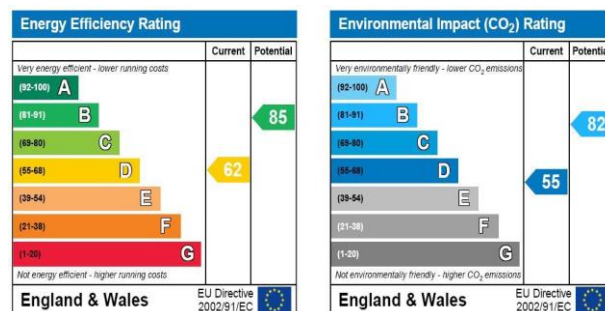 Energy Efficiency Rating
Current Potential
Very energy efficient - lower running costs
(92-100) A
(81-91) B
85
(69-80) C
(55-68) D
62
(39-54) E
(21-38) F
(1-20) G
Not energy efficient - higher running costs
England & Wales
EU Directive
2002/91/EC
Environmental Impact (CO₂) Rating
Current Potential
Very environmentally friendly - lower CO₂ emissions
(92-100) A
(81-91) B
82
(69-80) C
(55-68) D
55
(39-54) E
(21-38) F
(1-20) G
Not environmentally friendly - higher CO₂ emissions
England & Wales
EU Directive
2002/91/EC